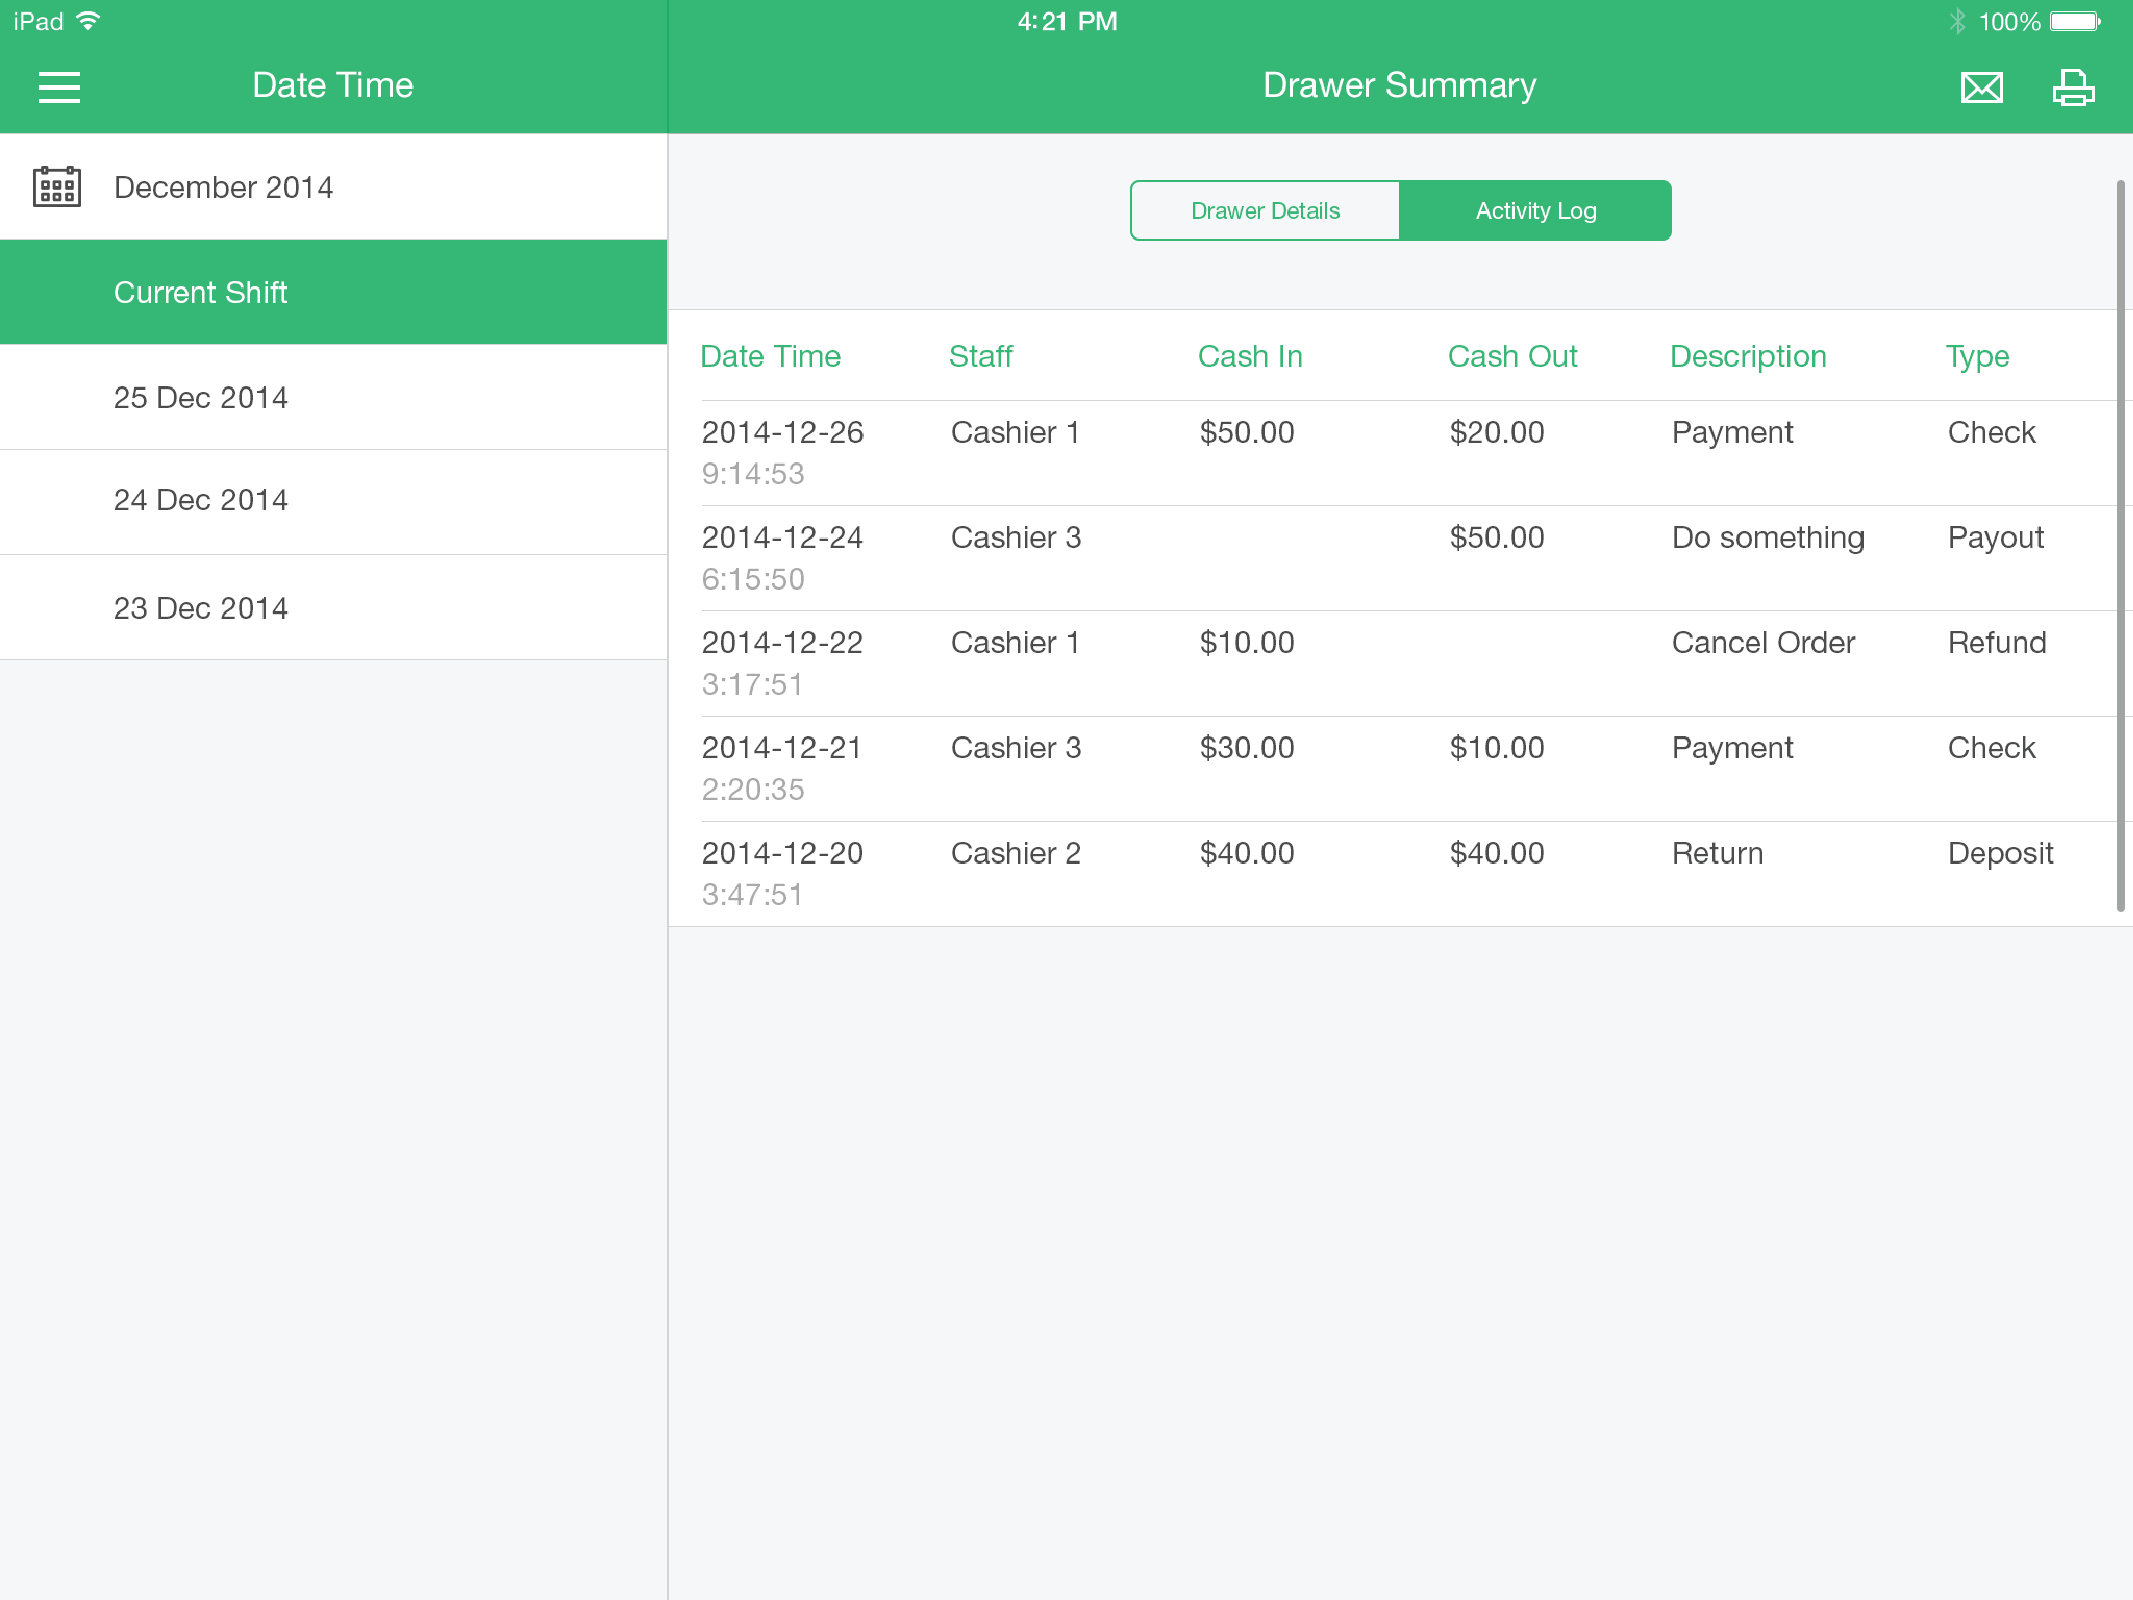 iPad 4:21 PM 100%
Date Time
Drawer Summary
December 2014
Current Shift
25 Dec 2014
24 Dec 2014
23 Dec 2014
Drawer Details Activity Log
Date Time Staff Cash In Cash Out Description Type
2014-12-26 Cashier 1 $50.00 $20.00 Payment Check
9:14:53
2014-12-24 Cashier 3 $50.00 Do something Payout
6:15:50
2014-12-22 Cashier 1 $10.00 Cancel Order Refund
3:17:51
2014-12-21 Cashier 3 $30.00 $10.00 Payment Check
2:20:35
2014-12-20 Cashier 2 $40.00 $40.00 Return Deposit
3:47:51